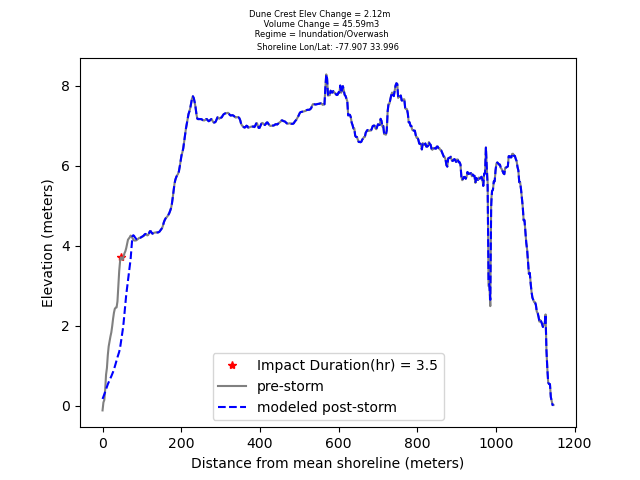 Dune Crest Elev Change = 2.12m
Volume Change = 45.59m3
Regime = Inundation/Overwash
Shoreline Lon/Lat: -77.907 33.996
8
6
4
2
0
Elevation (meters)
Impact Duration(hr) = 3.5
pre-storm
modeled post-storm
0 200 400 600 800 1000 1200
Distance from mean shoreline (meters)